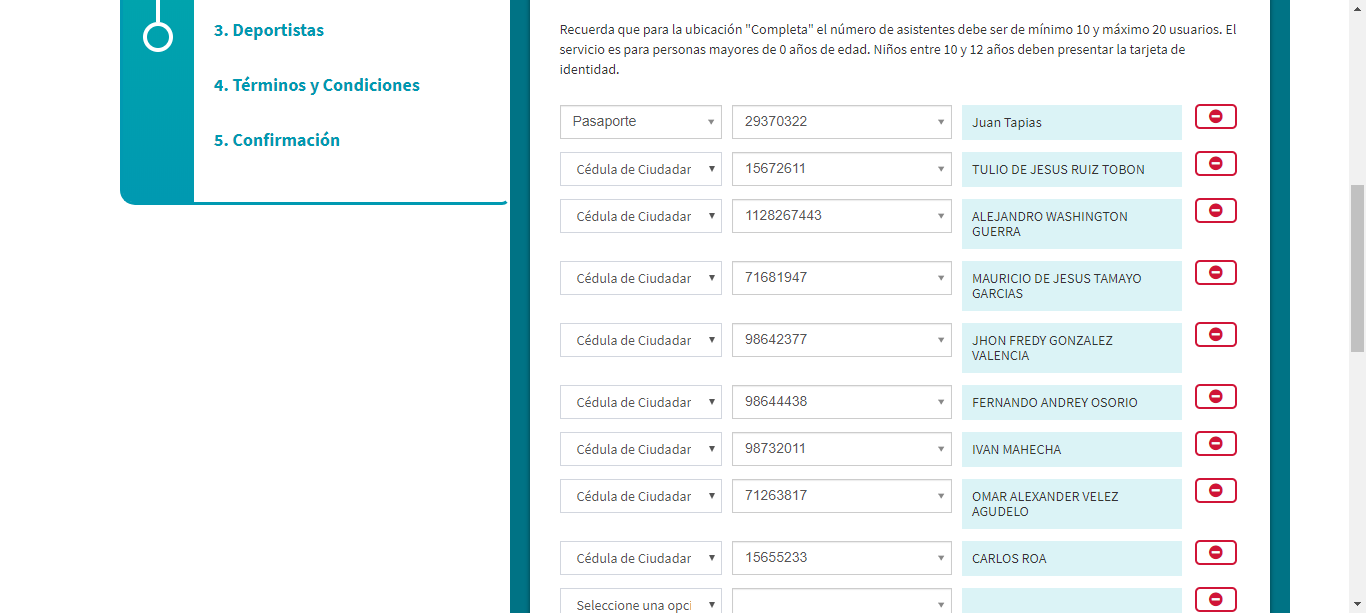 3. Deportistas
4. Términos y Condiciones
5. Confirmación
Recuerda que para la ubicación "Completa" el número de asistentes debe ser de mínimo 10 y máximo 20 usuarios. El
servicio es para personas mayores de 0 años de edad. Niños entre 10 y 12 años deben presentar la tarjeta de
identidad.
Pasaporte 29370322 Juan Tapias
Cédula de Ciudadar 15672611 TULIO DE JESUS RUIZ TOBON
Cédula de Ciudadar 1128267443 ALEJANDRO WASHINGTON
GUERRA
Cédula de Ciudadar 71681947 MAURICIO DE JESUS TAMAYO
GARCIAS
Cédula de Ciudadar 98642377 JHON FREDY GONZALEZ
VALENCIA
Cédula de Ciudadar 98644438 FERNANDO ANDREY OSORIO
Cédula de Ciudadar 98732011 IVAN MAHECHA
Cédula de Ciudadar 71263817 OMAR ALEXANDER VELEZ
AGUDELO
Cédula de Ciudadar 15655233 CARLOS ROA
Seleccione una opci